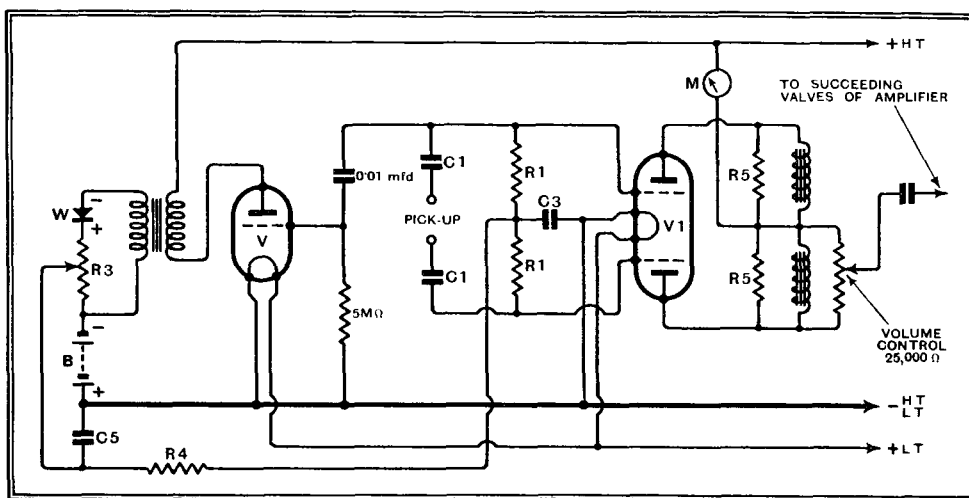 +HT
M
TO SUCCEEDING
VALVES OF AMPLIFIER
C1
0·01 mfd
R1
R5
W
-
+
V
PICK-UP
C3
V1
R3
C1
R1
R5
5MΩ
-
B
+
VOLUME
CONTROL
25,000 Ω
-HT
LT
C5
R4
+LT